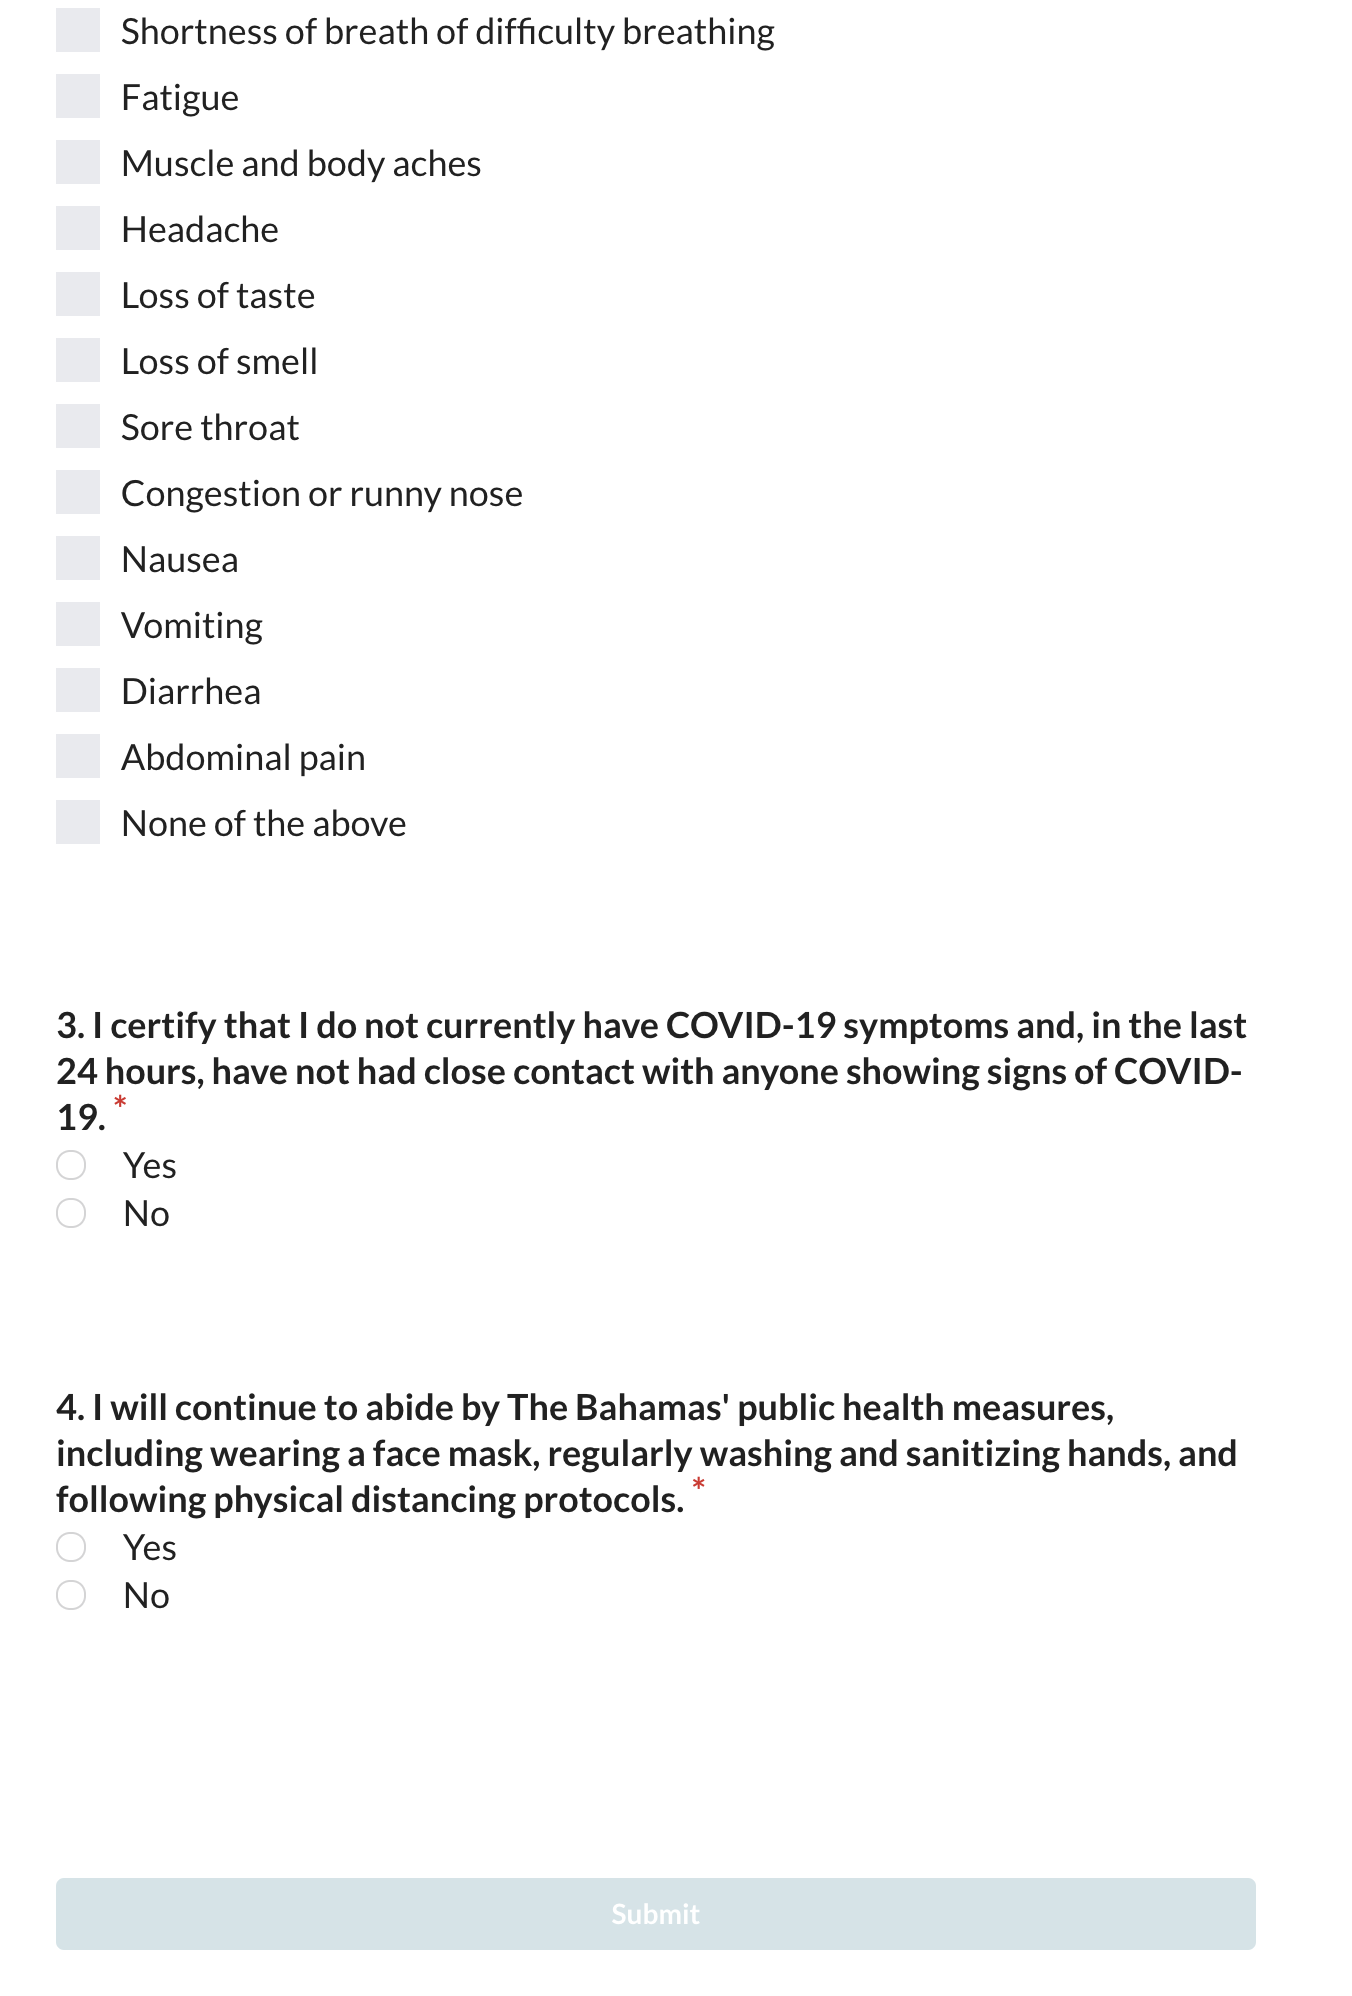 Shortness of breath of difficulty breathing
Fatigue
Muscle and body aches
Headache
Loss of taste
Loss of smell
Sore throat
Congestion or runny nose
Nausea
Vomiting
Diarrhea
Abdominal pain
None of the above
3. I certify that I do not currently have COVID-19 symptoms and, in the last
24 hours, have not had close contact with anyone showing signs of COVID-
19. *
Yes
No
4. I will continue to abide by The Bahamas' public health measures,
including wearing a face mask, regularly washing and sanitizing hands, and
following physical distancing protocols. *
Yes
No
Submit